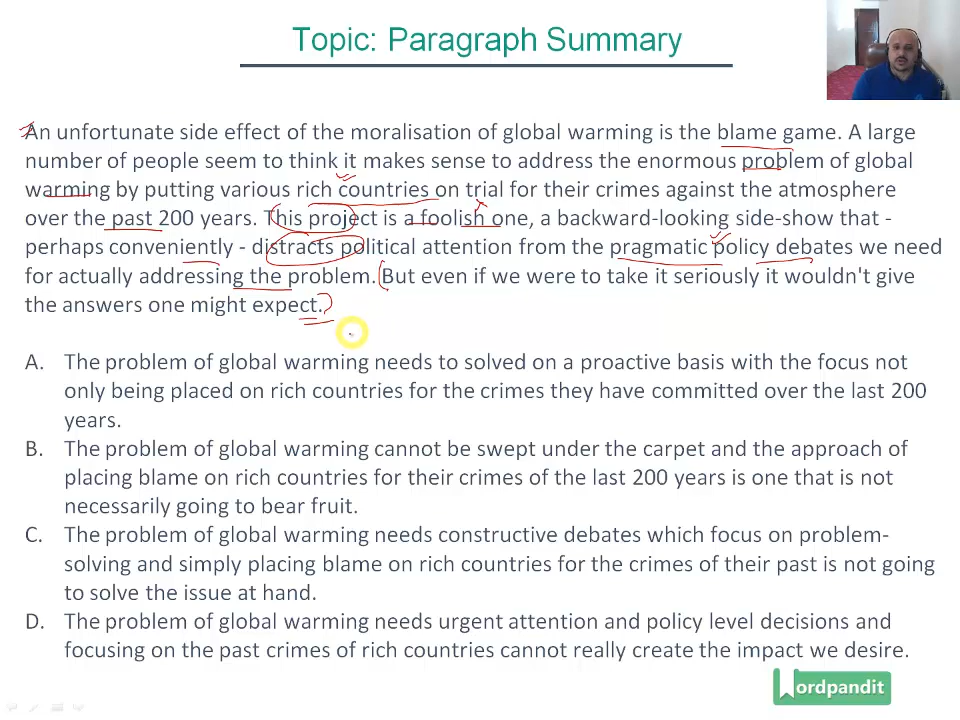 Topic: Paragraph Summary
An unfortunate side effect of the moralisation of global warming is the blame game. A large
number of people seem to think it makes sense to address the enormous problem of global
warming by putting various rich countries on trial for their crimes against the atmosphere
over the past 200 years. This project is a foolish one, a backward-looking side-show that -
perhaps conveniently - distracts political attention from the pragmatic policy debates we need
for actually addressing the problem. But even if we were to take it seriously it wouldn't give
the answers one might expect.
A. The problem of global warming needs to solved on a proactive basis with the focus not
only being placed on rich countries for the crimes they have committed over the last 200
years.
B. The problem of global warming cannot be swept under the carpet and the approach of
placing blame on rich countries for their crimes of the last 200 years is one that is not
necessarily going to bear fruit.
C. The problem of global warming needs constructive debates which focus on problem-
solving and simply placing blame on rich countries for the crimes of their past is not going
to solve the issue at hand.
D. The problem of global warming needs urgent attention and policy level decisions and
focusing on the past crimes of rich countries cannot really create the impact we desire.
Wordpandit